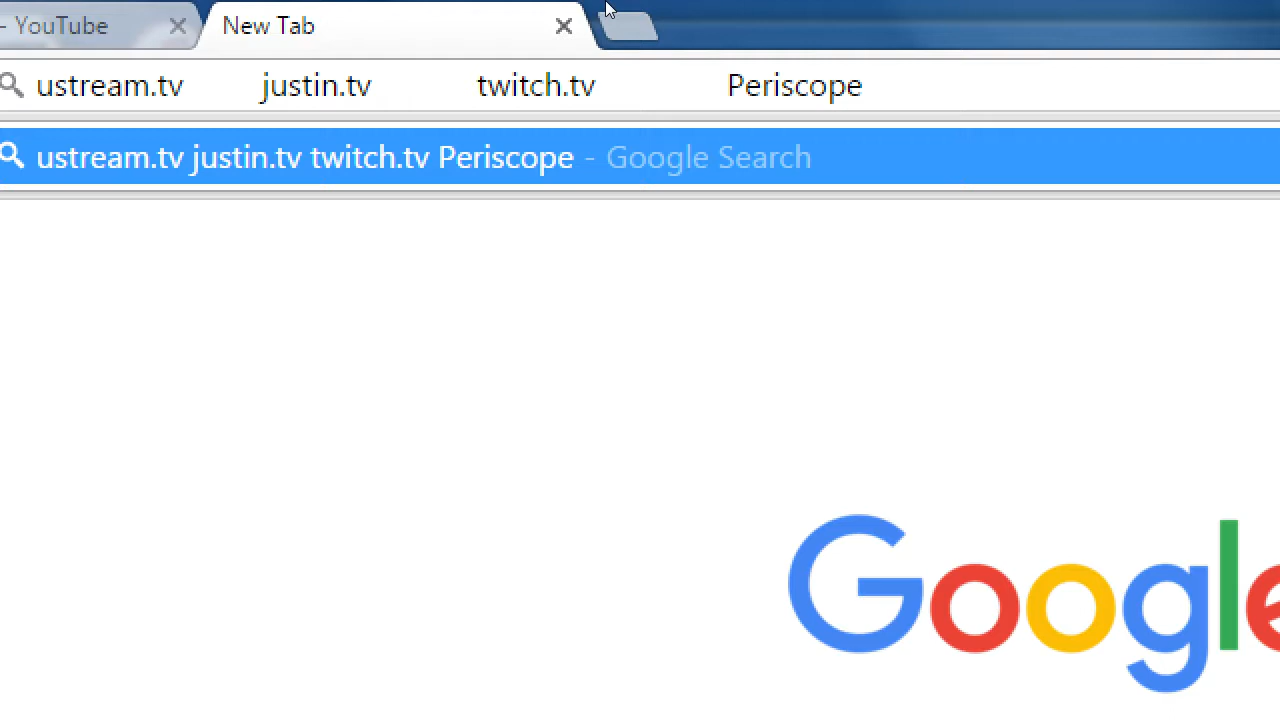 - YouTube New Tab
ustream.tv justin.tv twitch.tv Periscope
ustream.tv justin.tv twitch.tv Periscope - Google Search
Google